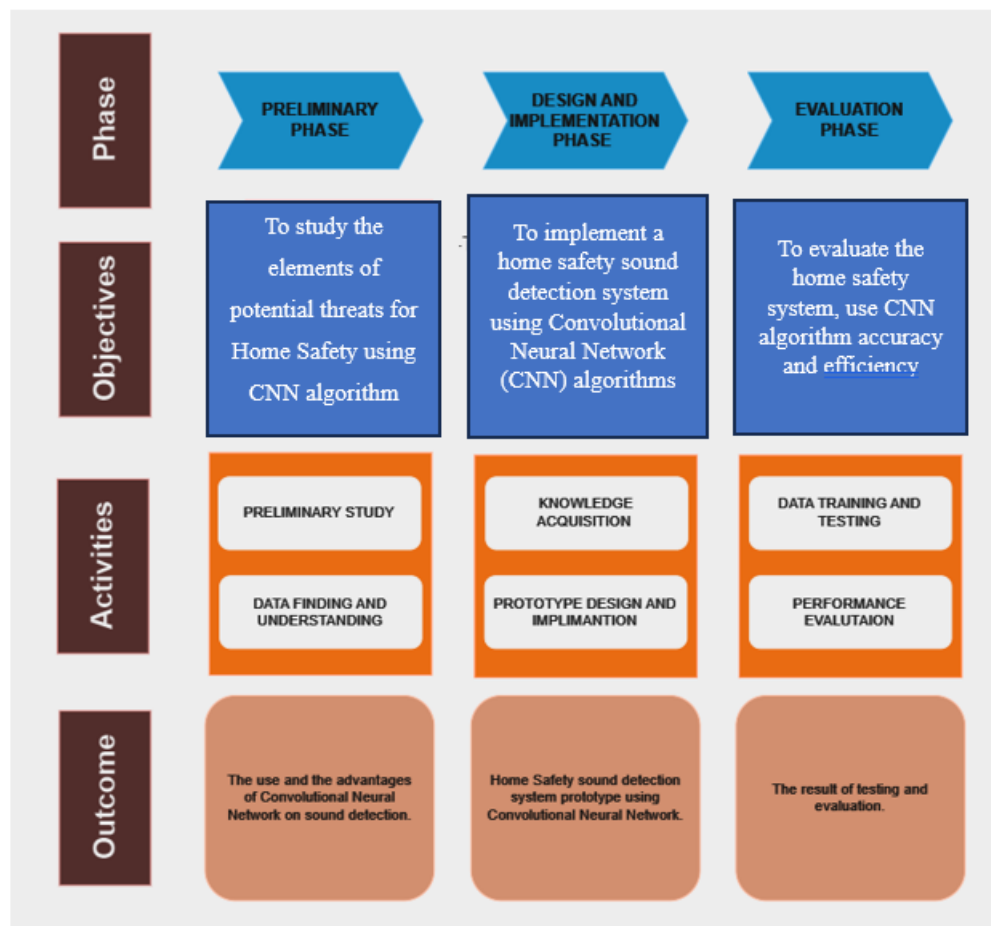 Phase
PRELIMINARY
PHASE
DESIGN AND
IMPLEMENTATION
PHASE
EVALUATION
PHASE
Objectives
To study the
elements of
potential threats for
Home Safety using
CNN algorithm
To implement a
home safety sound
detection system
using Convolutional
Neural Network
(CNN) algorithms
To evaluate the
home safety
system, use CNN
algorithm accuracy
and efficiency
Activities
PRELIMINARY STUDY
DATA FINDING AND
UNDERSTANDING
KNOWLEDGE
ACQUISITION
PROTOTYPE DESIGN AND
IMPLIMANTION
DATA TRAINING AND
TESTING
PERFORMANCE
EVALUTAION
Outcome
The use and the advantages
of Convolutional Neural
Network on sound detection.
Home Safety sound detection
system prototype using
Convolutional Neural Network.
The result of testing and
evaluation.